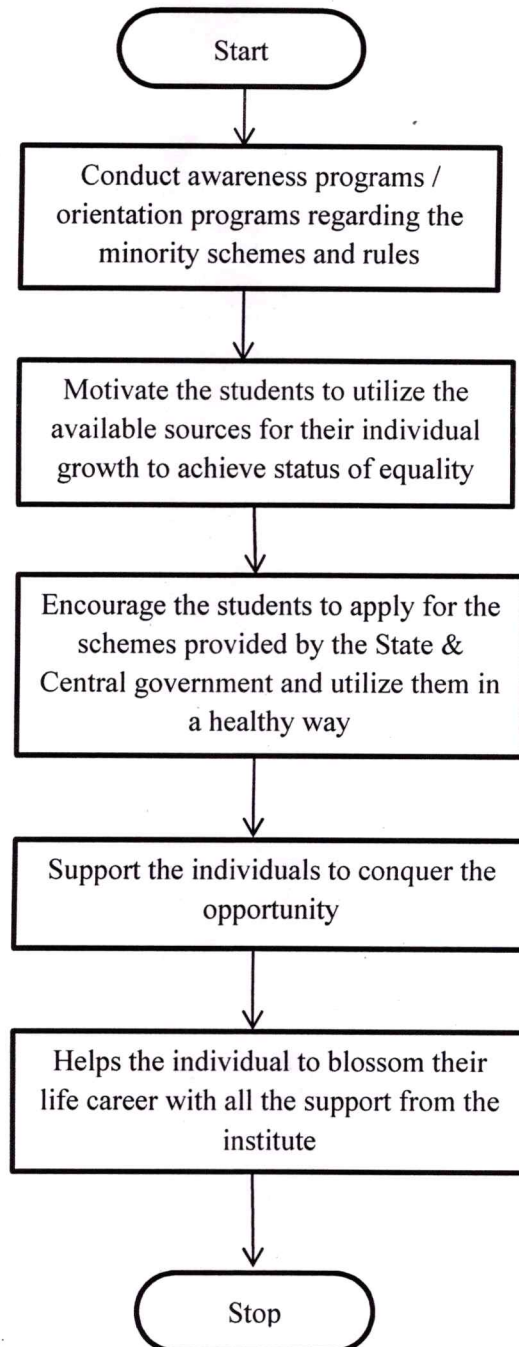 Start
Conduct awareness programs /
orientation programs regarding the
minority schemes and rules
Motivate the students to utilize the
available sources for their individual
growth to achieve status of equality
Encourage the students to apply for the
schemes provided by the State &
Central government and utilize them in
a healthy way
Support the individuals to conquer the
opportunity
Helps the individual to blossom their
life career with all the support from the
institute
Stop